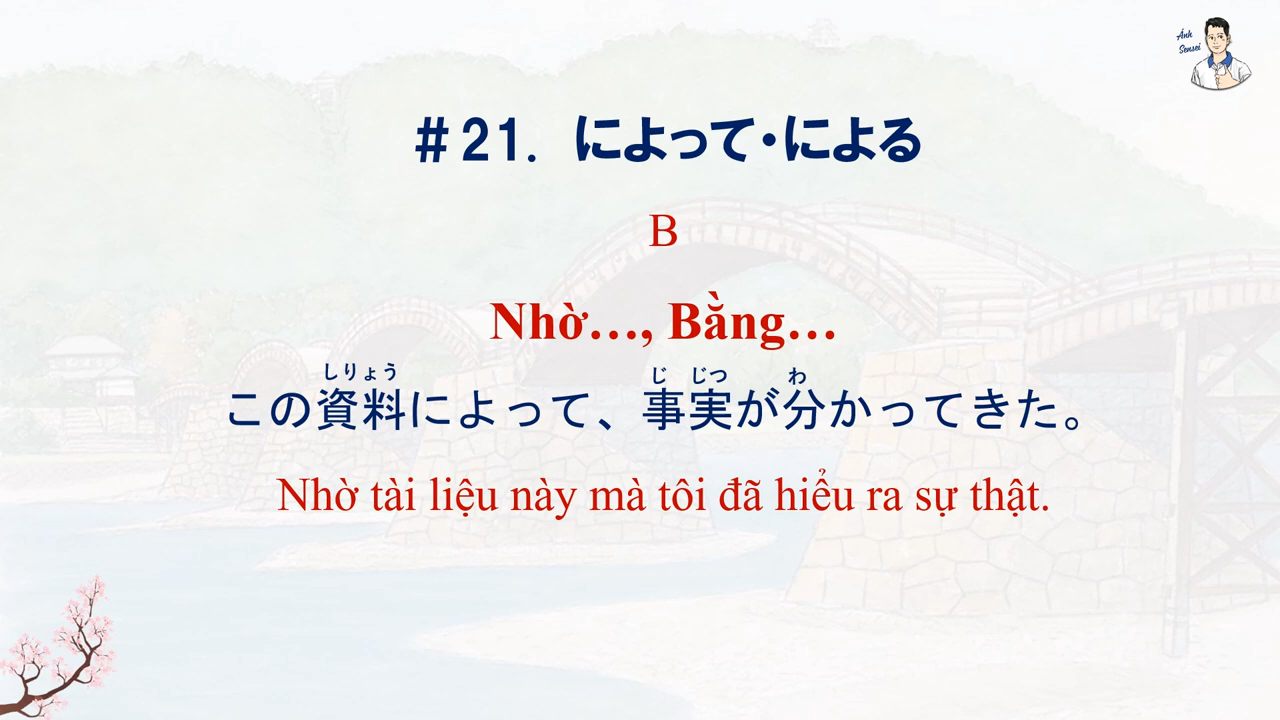 Ánh
Sensei
#21. によって・による
B
Nhờ…, Bằng…
しりょう じ じつ わ
この資料によって、事実が分かってきた。
Nhờ tài liệu này mà tôi đã hiểu ra sự thật.